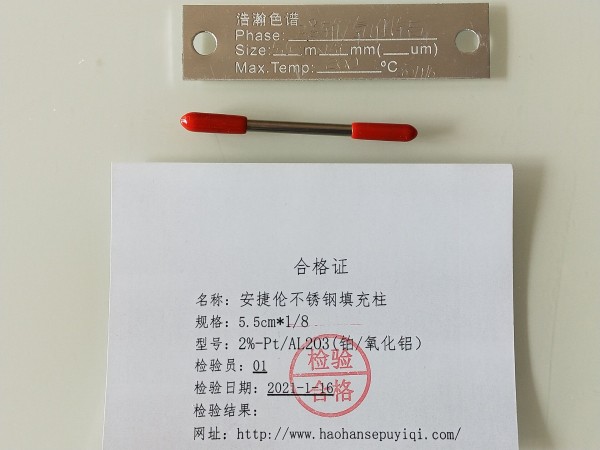 浩瀚色谱
Phase:
Size: m mm( um)
Max.Temp: ºC
合格证
名称: 安捷伦不锈钢填充柱
规格: 5.5cm*1/8
型号: 2%-Pt/AL2O3(铂/氧化铝)
检验员: 01
检验日期: 2021-1-16
检验结果:
检验
合格
网址: http://www.haohansepuyiqi.com/